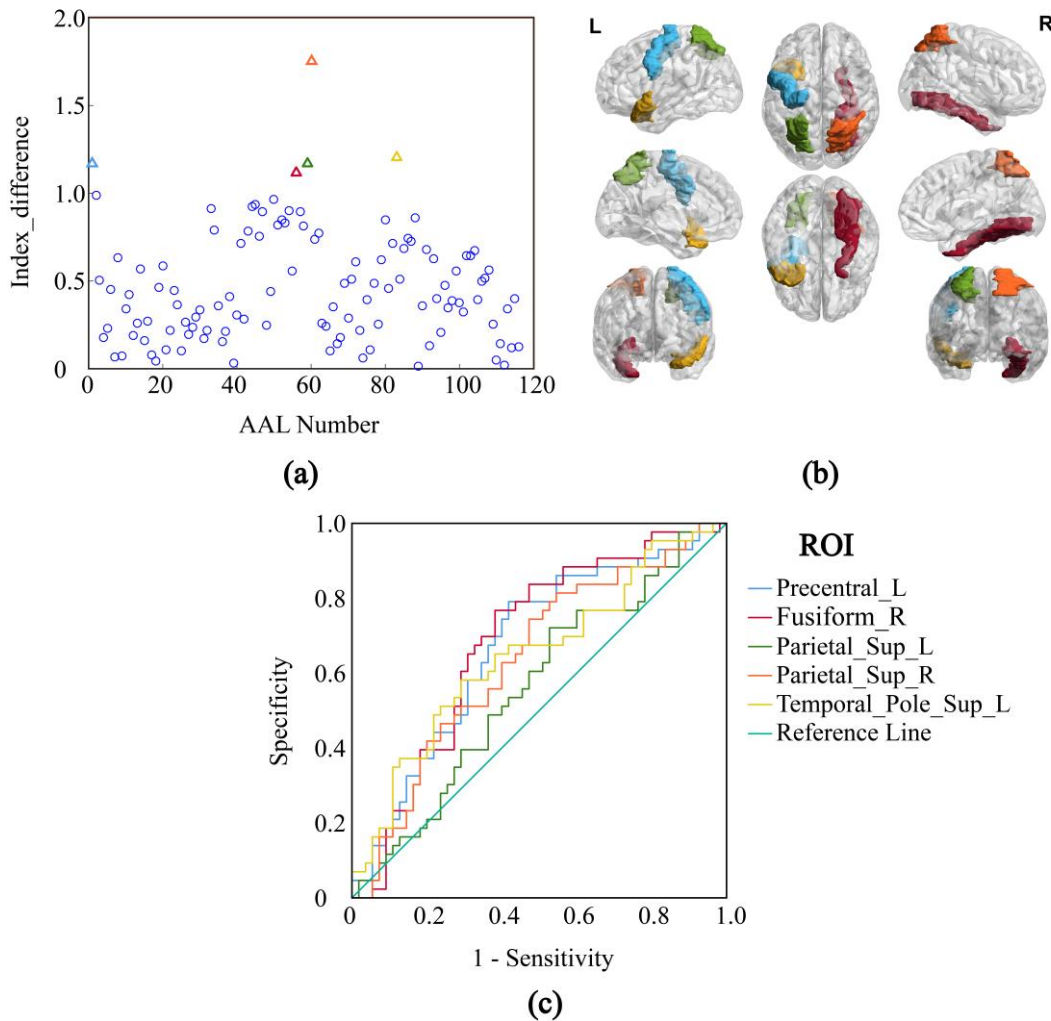 2.0
1.5
1.0
0.5
0
Index_difference
0 20 40 60 80 100 120
AAL Number
(a)
L
R
(b)
1.0
0.8
0.6
0.4
0.2
0
Specificity
0 0.2 0.4 0.6 0.8 1.0
1 - Sensitivity
(c)
ROI
Precentral_L
Fusiform_R
Parietal_Sup_L
Parietal_Sup_R
Temporal_Pole_Sup_L
Reference Line